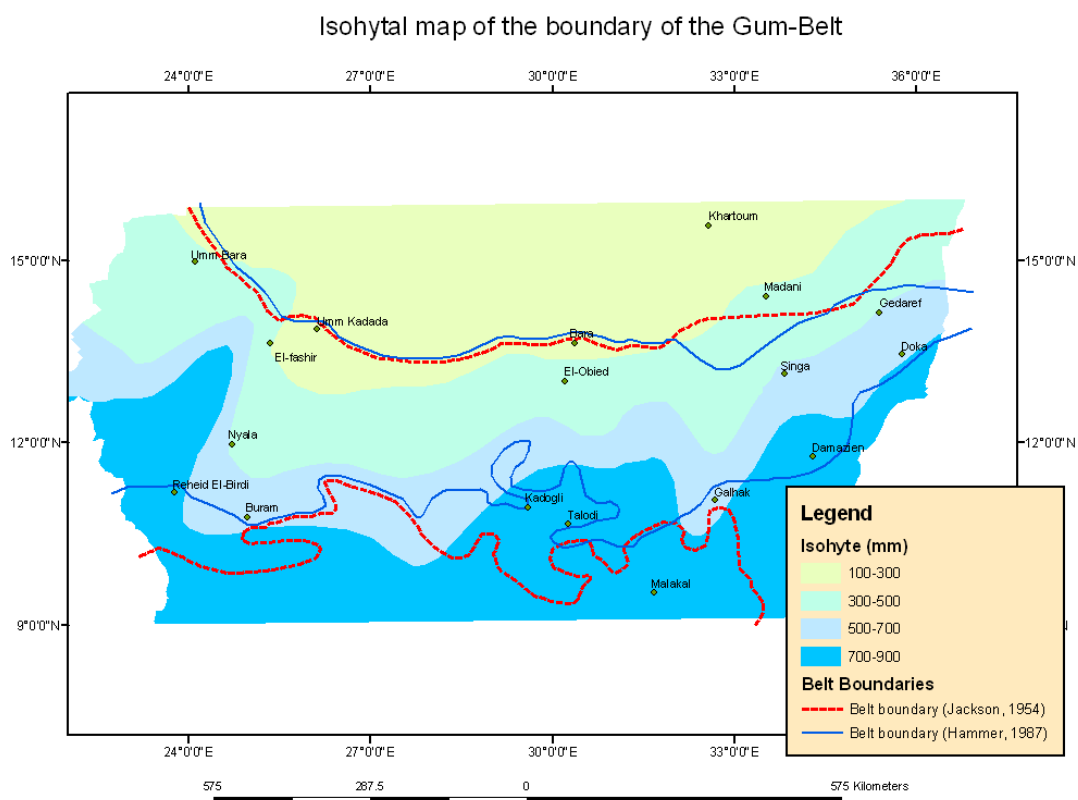 Isohytal map of the boundary of the Gum-Belt
24°0'0"E 27°0'0"E 30°0'0"E 33°0'0"E 36°0'0"E
Khartoum
15°0'0"N Umm Bara 15°0'0"N
Madani
Gedaref
Umm Kadada
Bara
El-fashir
Doka
El-Obied
Singa
Nyala
12°0'0"N 12°0'0"N
Damazien
Reheid El-Birdi
Galhak
Kadogli
Buram
Talodi
Malakal
9°0'0"N
Legend
Isohyte (mm)
100-300
300-500
500-700
700-900
Belt Boundaries
Belt boundary (Jackson, 1954)
Belt boundary (Hammer, 1987)
24°0'0"E 27°0'0"E 30°0'0"E 33°0'0"E
575 287.5 0 575 Kilometers